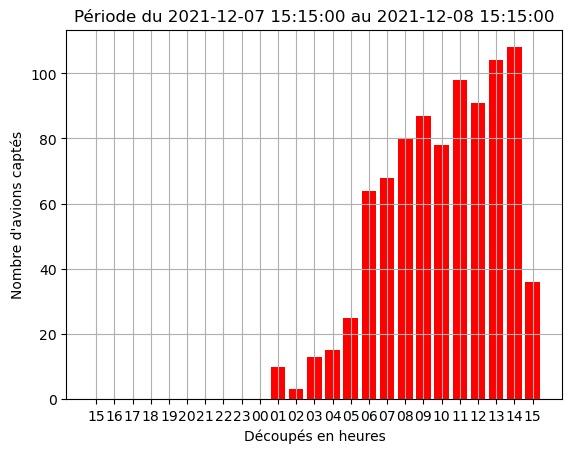 Période du 2021-12-07 15:15:00 au 2021-12-08 15:15:00
Nombre d'avions captés
100
80
60
40
20
0
15 16 17 18 19 20 21 22 23 00 01 02 03 04 05 06 07 08 09 10 11 12 13 14 15
Découpés en heures